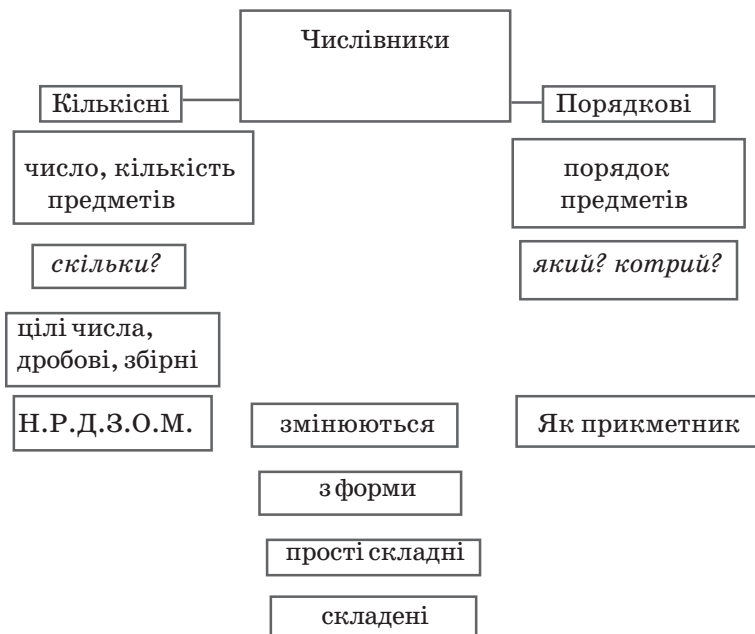 Числівники
Кількісні
Порядкові
число, кількість
предметів
порядок
предметів
скільки?
який? котрий?
цілі числа,
дробові, збірні
Н.Р.Д.З.О.М.
змінюються
Як прикметник
з форми
прості складні
складені